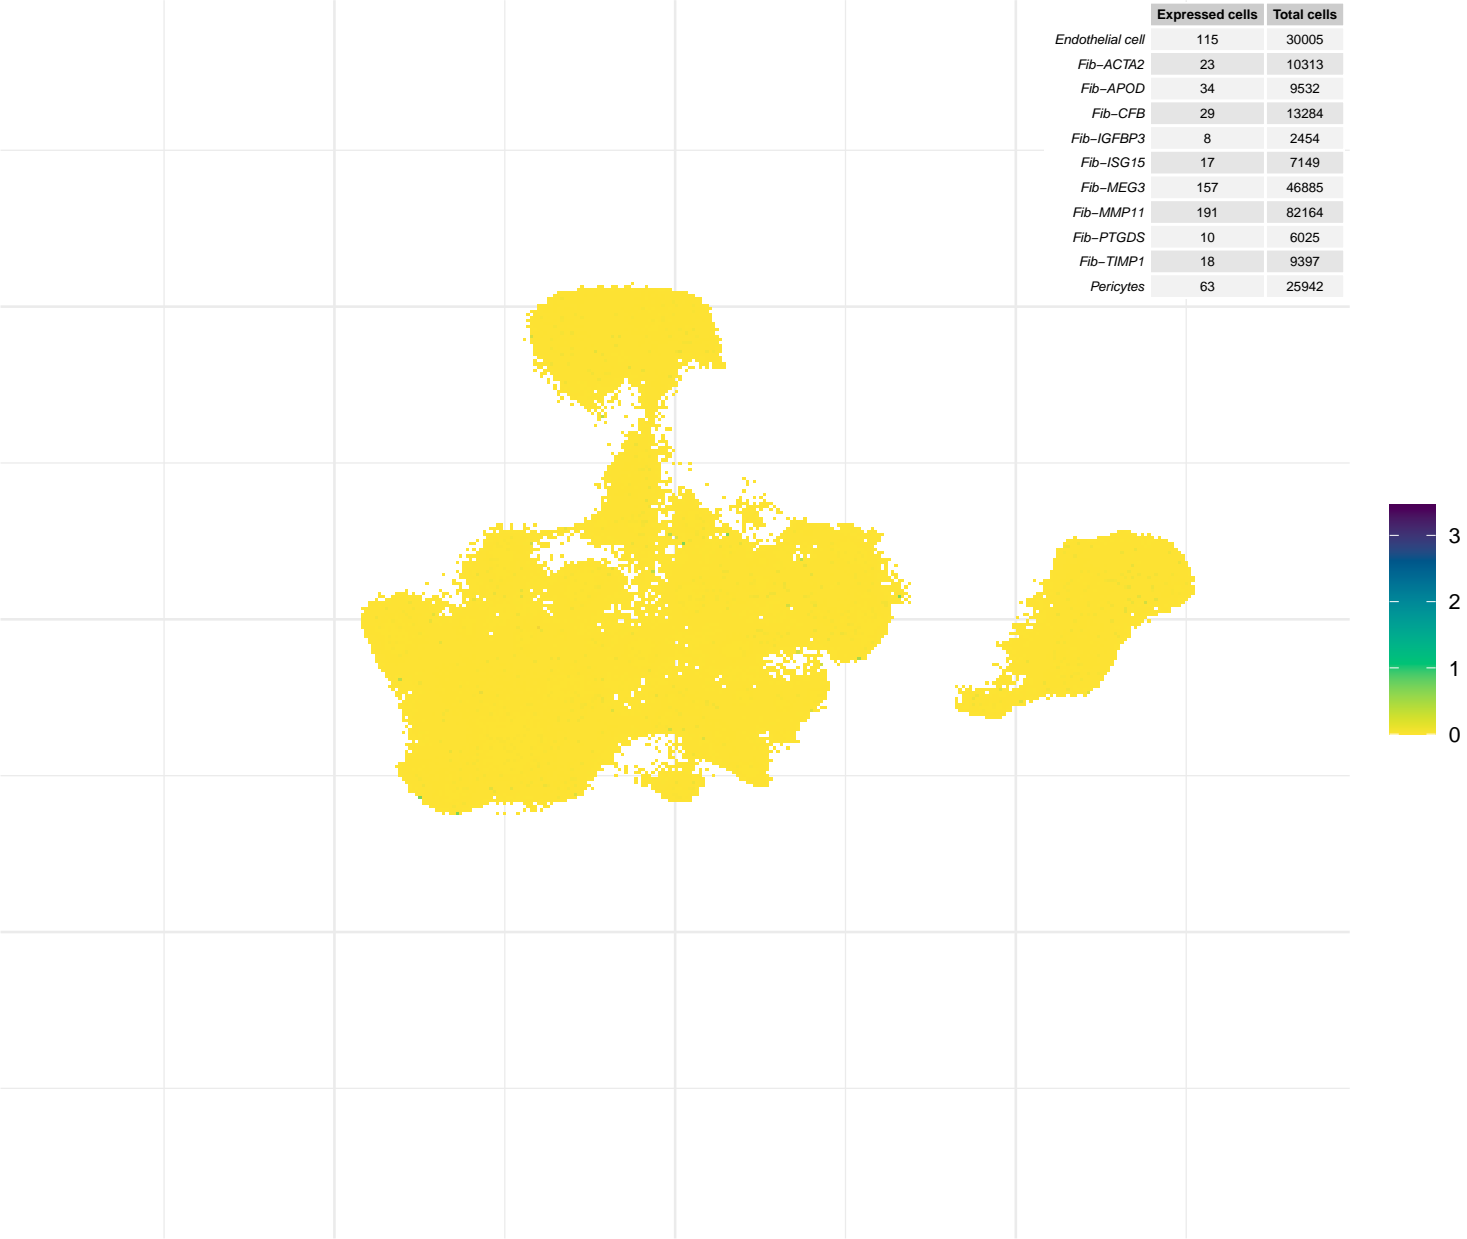 Expressed cells Total cells
Endothelial cell 115 30005
Fib−ACTA2 23 10313
Fib−APOD 34 9532
Fib−CFB 29 13284
Fib−IGFBP3 8 2454
Fib−ISG15 17 7149
Fib−MEG3 157 46885
Fib−MMP11 191 82164
Fib−PTGDS 10 6025
Fib−TIMP1 18 9397
Pericytes 63 25942
3
2
1
0